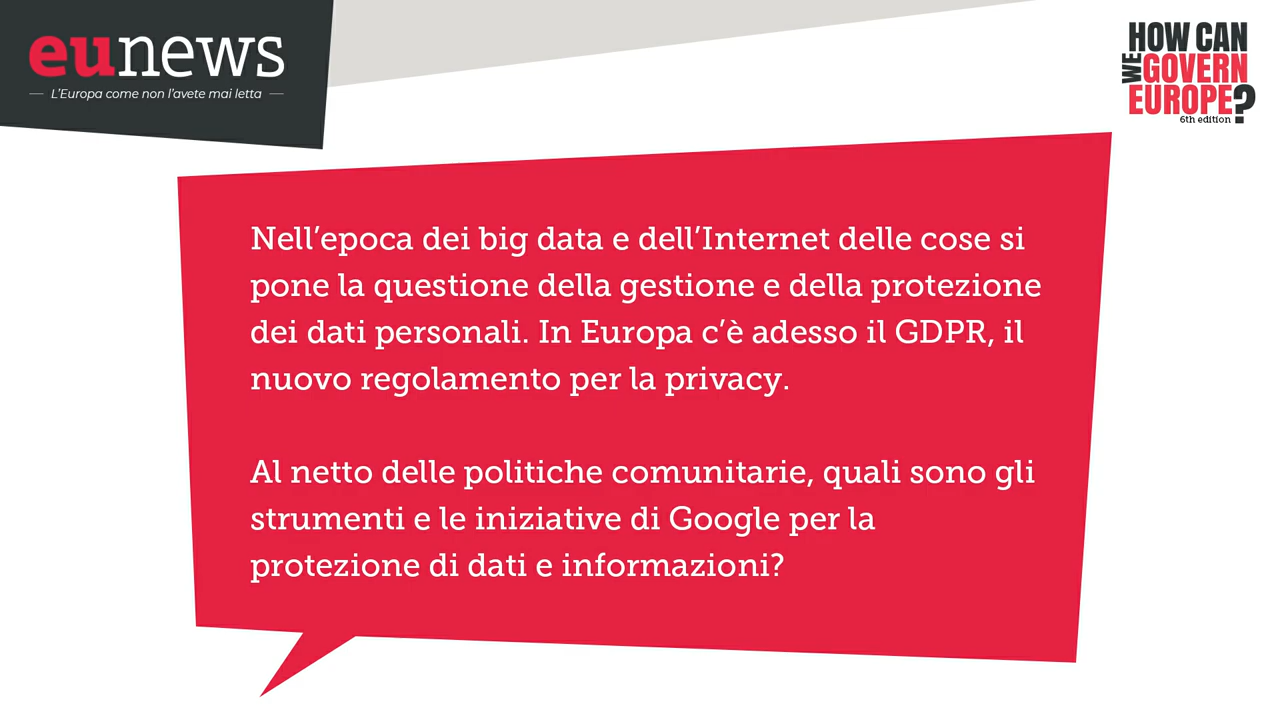 eunews
L'Europa come non l'avete mai letta
HOW CAN
WE
GOVERN
EUROPE?
6th edition
Nell’epoca dei big data e dell’Internet delle cose si
pone la questione della gestione e della protezione
dei dati personali. In Europa c’è adesso il GDPR, il
nuovo regolamento per la privacy.
Al netto delle politiche comunitarie, quali sono gli
strumenti e le iniziative di Google per la
protezione di dati e informazioni?